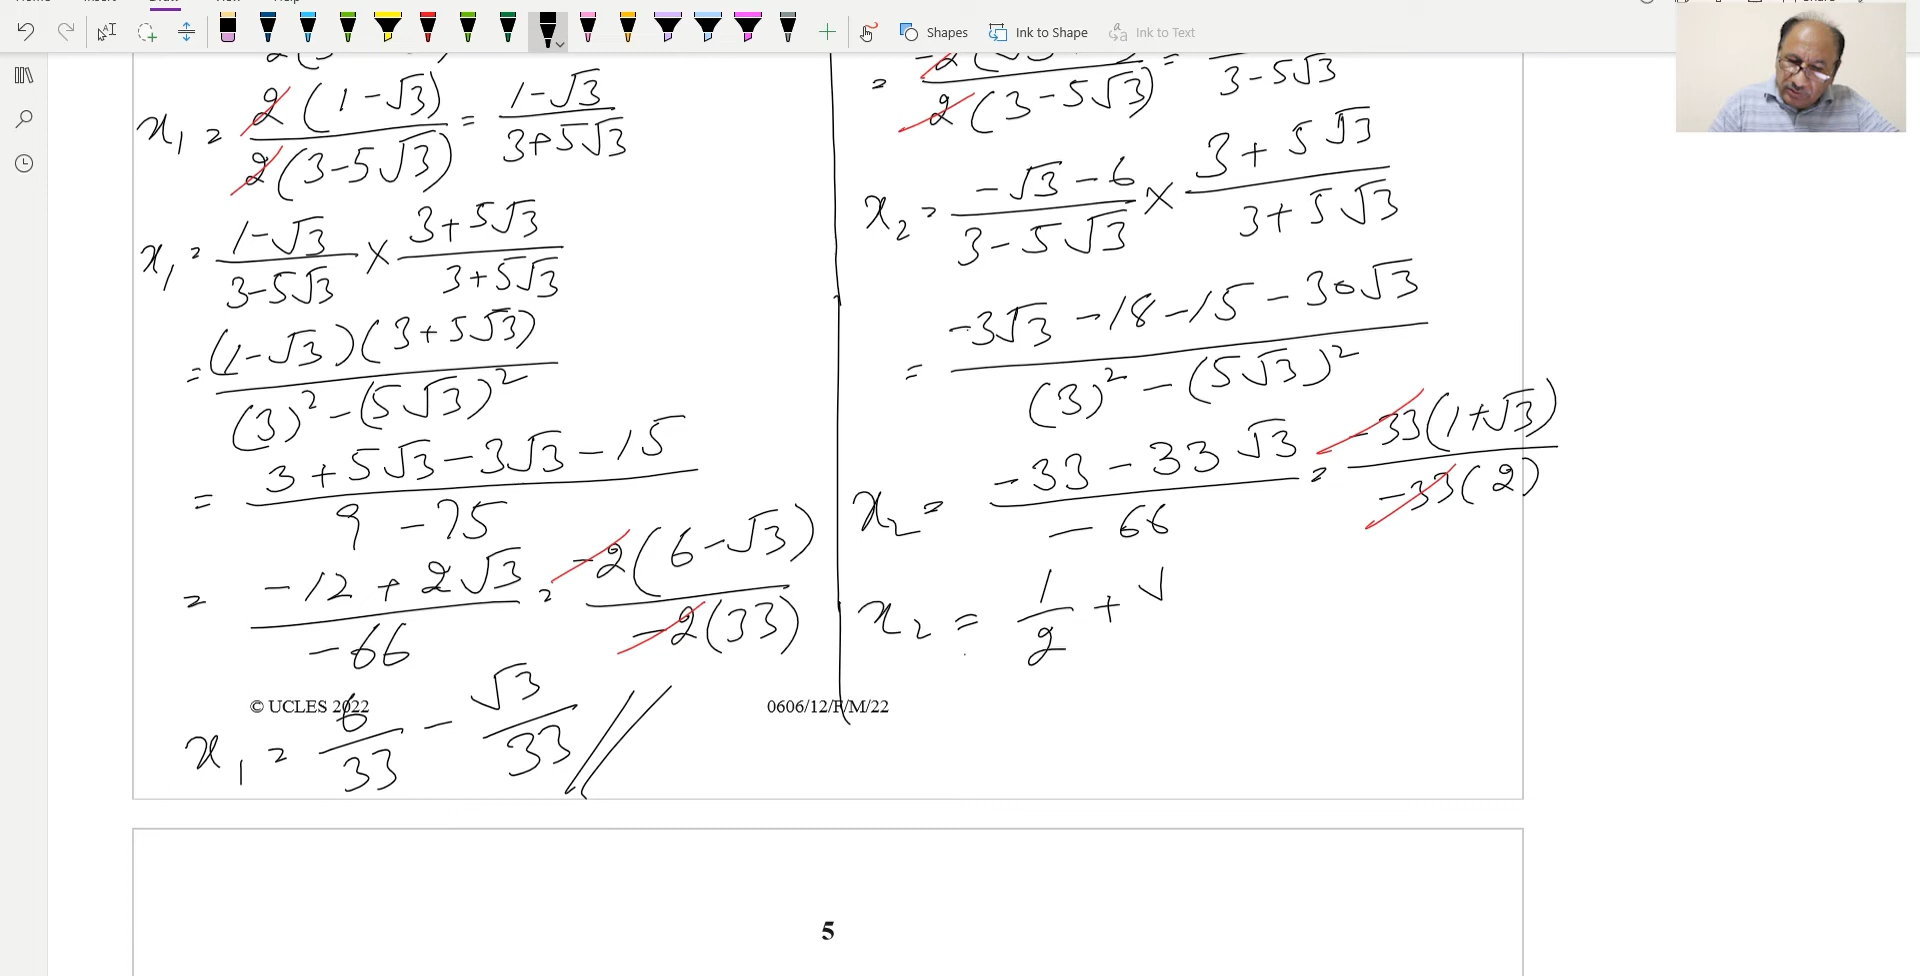 Shapes
Ink to Shape
Ink to Text
x₁ = 2(1-√3) / 2(3-5√3) = 1-√3 / 3+5√3
x₁ = 1-√3 / 3-5√3 × 3+5√3 / 3+5√3
= (1-√3)(3+5√3) / (3)² - (5√3)²
= 3+5√3-3√3-15 / 9-75
= -12+2√3 / -66 = -2(6-√3) / -2(33)
x₁ = 6/33 - √3/33 //
= 2(3-5√3) = 3-5√3
x₂ = -√3-6 / 3-5√3 × 3+5√3 / 3+5√3
= -3√3-18-15-30√3 / (3)² - (5√3)²
x₂ = -33-33√3 / -66 = -33(1+√3) / -33(2)
x₂ = 1/2 + √
© UCLES 2022
0606/12/F/M/22
5